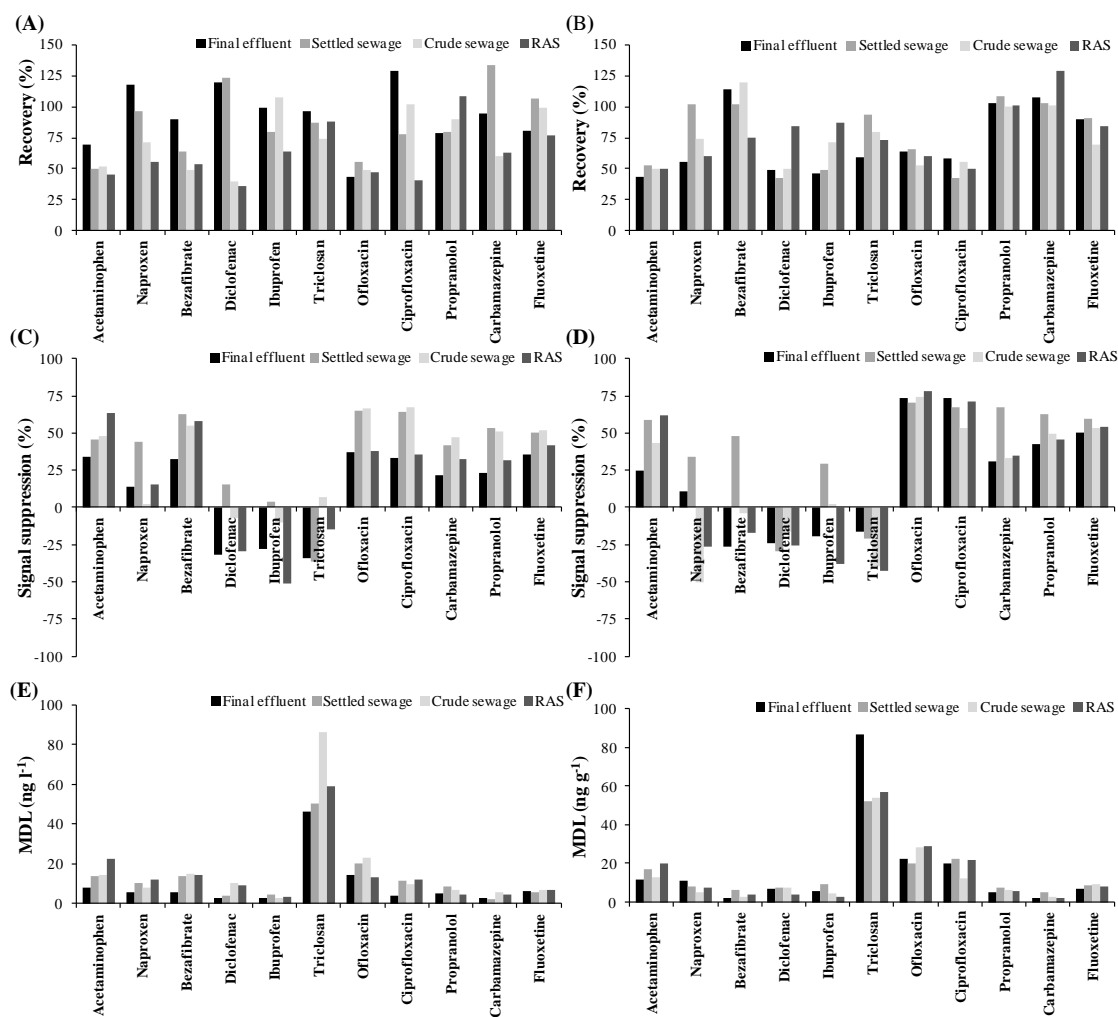 (A)
Final effluent Settled sewage Crude sewage RAS
Recovery (%)
150
125
100
75
50
25
0
Acetaminophen
Naproxen
Bezafibrate
Diclofenac
Ibuprofen
Triclosan
Ofloxacin
Ciprofloxacin
Propranolol
Carbamazepine
Fluoxetine
(B)
Final effluent Settled sewage Crude sewage RAS
Recovery (%)
150
125
100
75
50
25
0
Acetaminophen
Naproxen
Bezafibrate
Diclofenac
Ibuprofen
Triclosan
Ofloxacin
Ciprofloxacin
Propranolol
Carbamazepine
Fluoxetine
(C)
Final effluent Settled sewage Crude sewage RAS
Signal suppression (%)
100
75
50
25
0
-25
-50
-75
-100
Acetaminophen
Naproxen
Bezafibrate
Diclofenac
Ibuprofen
Triclosan
Ofloxacin
Ciprofloxacin
Carbamazepine
Propranolol
Fluoxetine
(D)
Final effluent Settled sewage Crude sewage RAS
Signal suppression (%)
100
75
50
25
0
-25
-50
-75
-100
Acetaminophen
Naproxen
Bezafibrate
Diclofenac
Ibuprofen
Triclosan
Ofloxacin
Ciprofloxacin
Carbamazepine
Propranolol
Fluoxetine
(E)
Final effluent Settled sewage Crude sewage RAS
MDL (ng l⁻¹)
100
80
60
40
20
0
Acetaminophen
Naproxen
Bezafibrate
Diclofenac
Ibuprofen
Triclosan
Ofloxacin
Ciprofloxacin
Propranolol
Carbamazepine
Fluoxetine
(F)
Final effluent Settled sewage Crude sewage RAS
MDL (ng g⁻¹)
100
80
60
40
20
0
Acetaminophen
Naproxen
Bezafibrate
Diclofenac
Ibuprofen
Triclosan
Ofloxacin
Ciprofloxacin
Propranolol
Carbamazepine
Fluoxetine